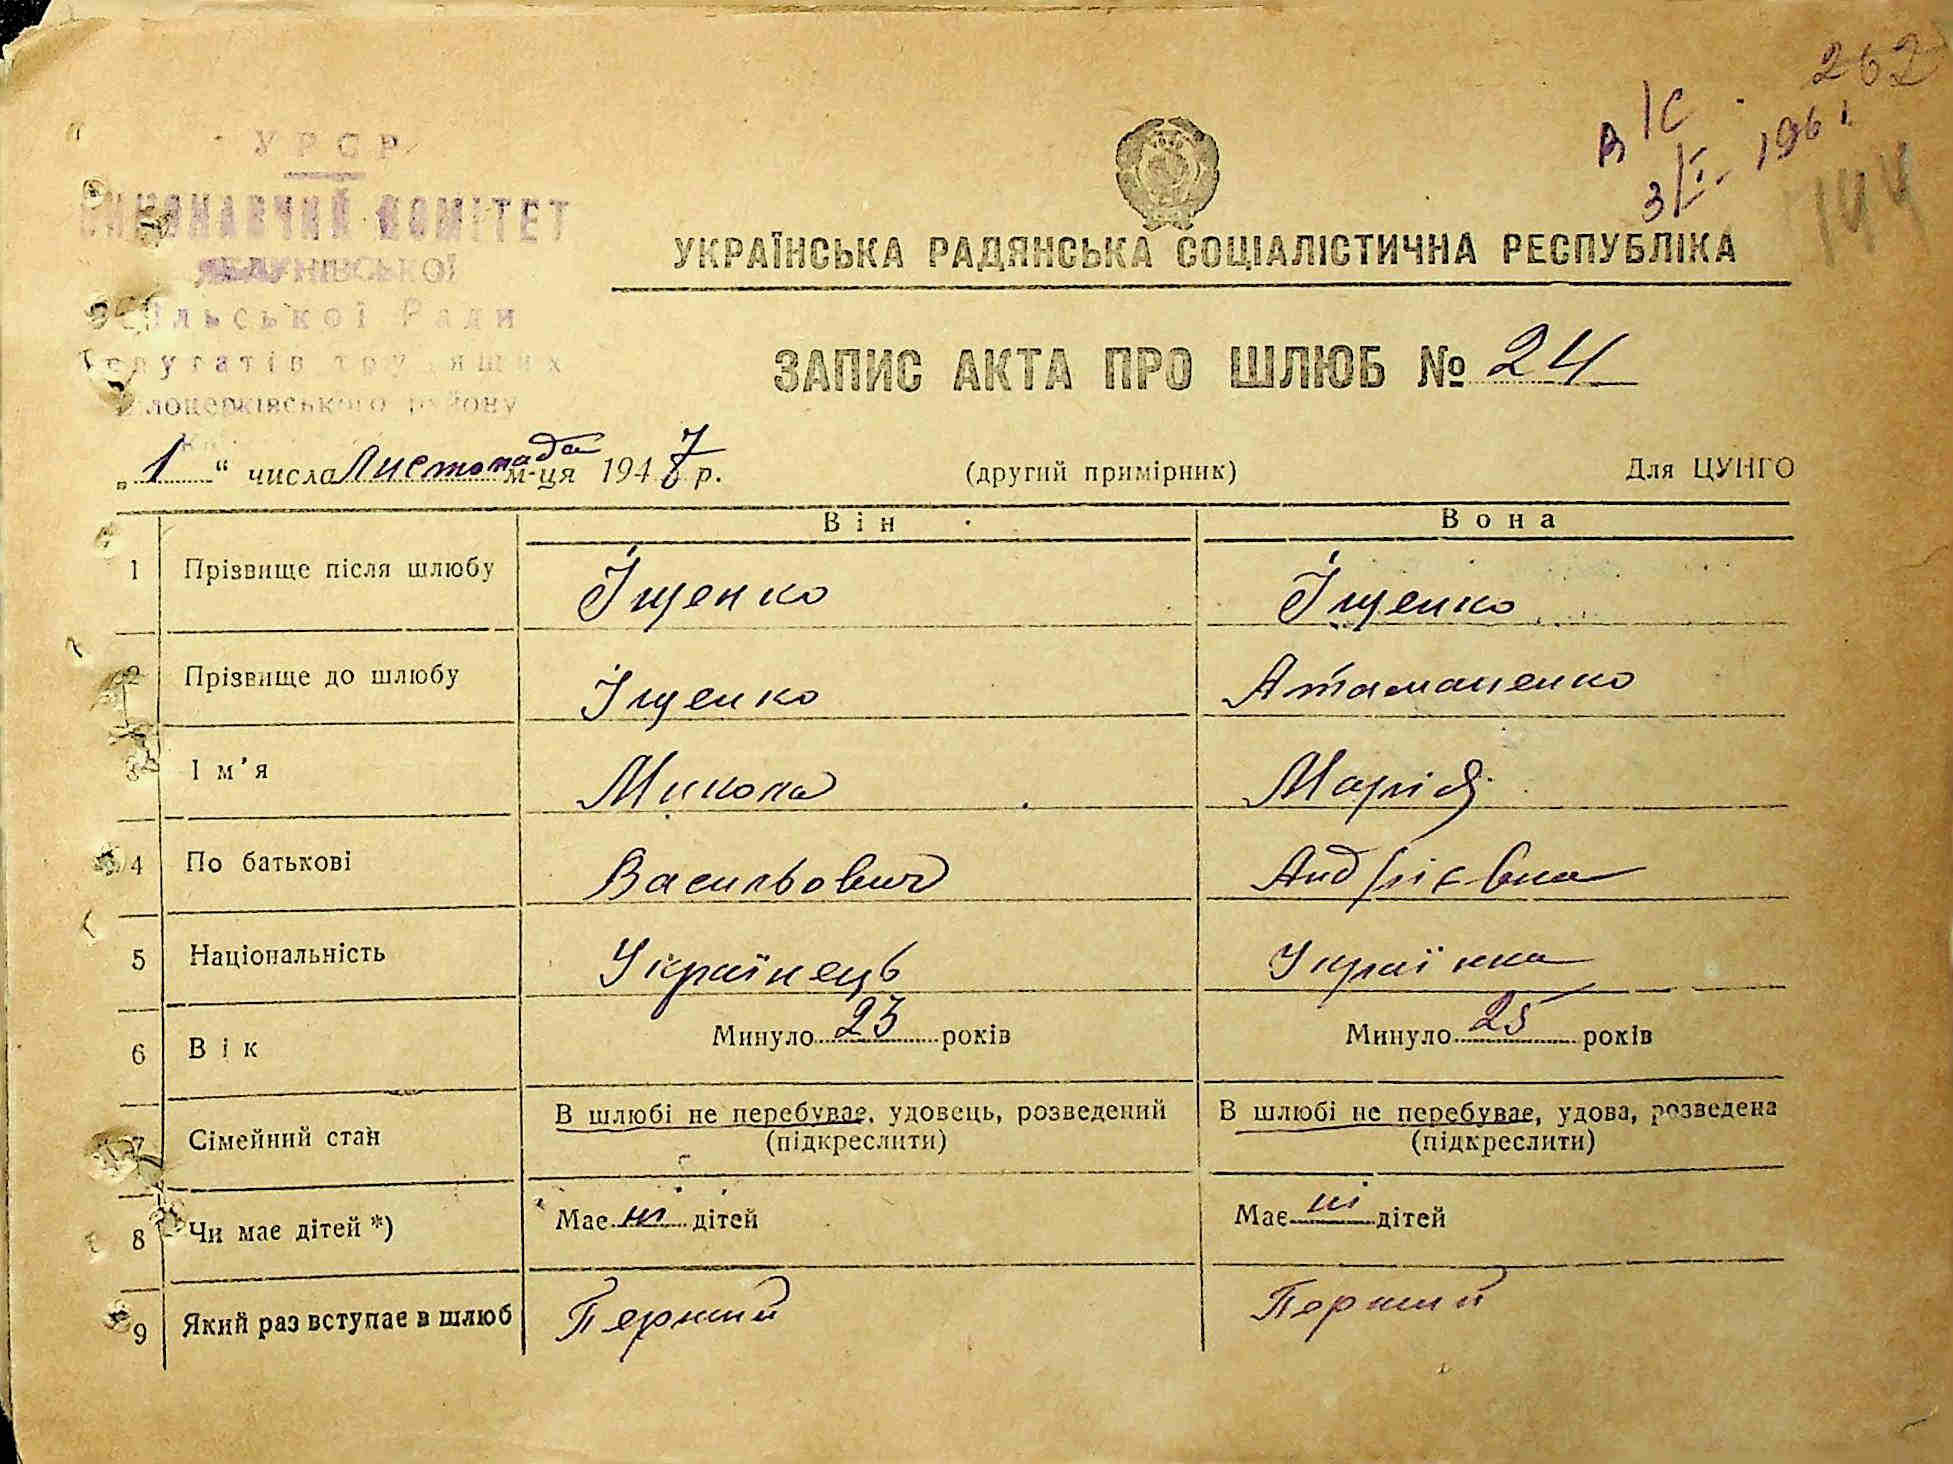 262
В/С
3/I - 1961
144
УРСР
ВИКОНАВЧИЙ КОМІТЕТ
сільської Ради
депутатів трудящих
Білоцерківського району
УКРАЇНСЬКА РАДЯНСЬКА СОЦІАЛІСТИЧНА РЕСПУБЛІКА
ЗАПИС АКТА ПРО ШЛЮБ № 24
„1“ числа Листопада м-ця 1947 р. (другий примірник) Для ЦУНГО
Він Вона
1 Прізвище після шлюбу Іщенко Іщенко
2 Прізвище до шлюбу Іщенко Атаманенко
3 Ім'я Микола Марія
4 По батькові Васильович Андрієвна
5 Національність Українець Українка
6 Вік Минуло 23 років Минуло 25 років
7 Сімейний стан В шлюбі не перебуває, удовець, розведений В шлюбі не перебуває, удова, розведена
(підкреслити) (підкреслити)
8 Чи має дітей *) Має ні дітей Має ні дітей
9 Який раз вступає в шлюб Перший Перший